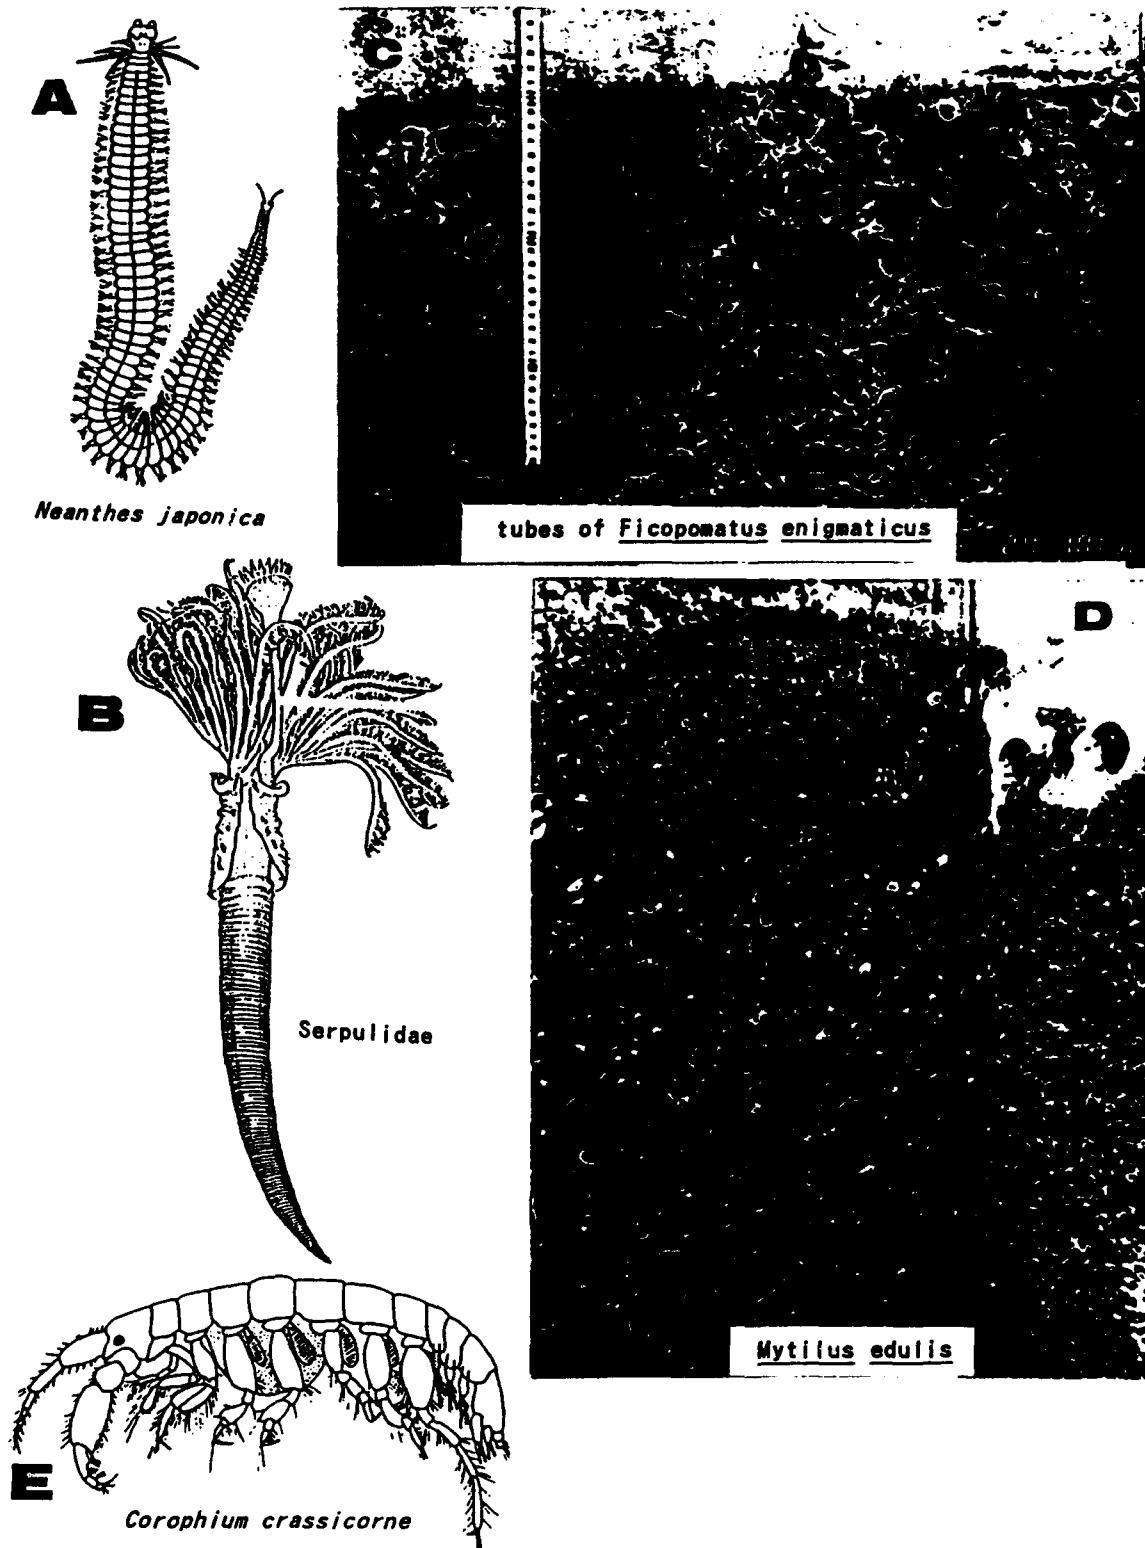 A
Neanthes japonica
C
tubes of Ficopomatus enigmaticus
B
Serpulidae
D
Mytilus edulis
E
Corophium crassicorne